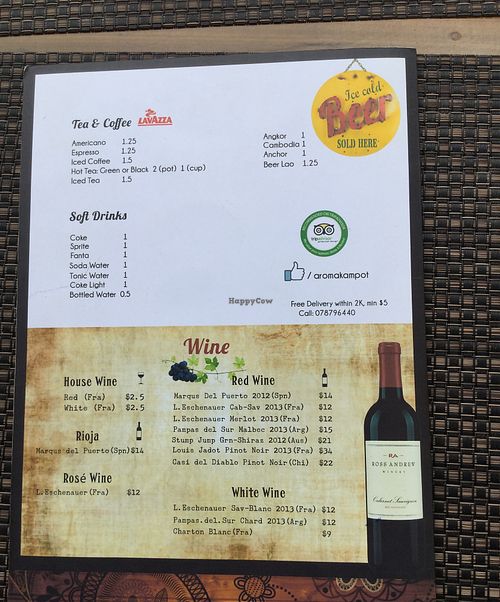 Tea & Coffee LAVAZZA
Americano 1.25
Espresso 1.25
Iced Coffee 1.5
Hot Tea: Green or Black 2 (pot) 1 (cup)
Iced Tea 1.5
Ice cold
Beer
SOLD HERE
Angkor 1
Cambodia 1
Anchor 1
Beer Lao 1.25
Soft Drinks
Coke 1
Sprite 1
Fanta 1
Soda Water 1
Tonic Water 1
Coke Light 1
Bottled Water 0.5
tripadvisor
/ aromakampot
HappyCow
Free Delivery within 2K, min $5
Call: 078796440
Wine
House Wine
Red (Fra) $2.5
White (Fra) $2.5
Rioja
Marques del Puerto(Spn) $14
Rosé Wine
L.Eschenauer(Fra) $12
Red Wine
Marqus Del Puerto 2012(Spn) $14
L.Eschenauer Cab-Sav 2013(Fra) $12
L.Eschenauer Merlot 2013(Fra) $12
Pampas del Sur Malbec 2013(Arg) $15
Stump Jump Grn-Shiraz 2012(Aus) $21
Louis Jadot Pinot Noir 2013(Fra) $34
Casi del Diablo Pinot Noir(Chi) $22
White Wine
L.Eschenauer Sav-Blanc 2013(Fra) $12
Pampas.del.Sur Chard 2013(Arg) $12
Charton Blanc(Fra) $9
RA
ROSS ANDREW
WINERY
Cabernet Sauvignon